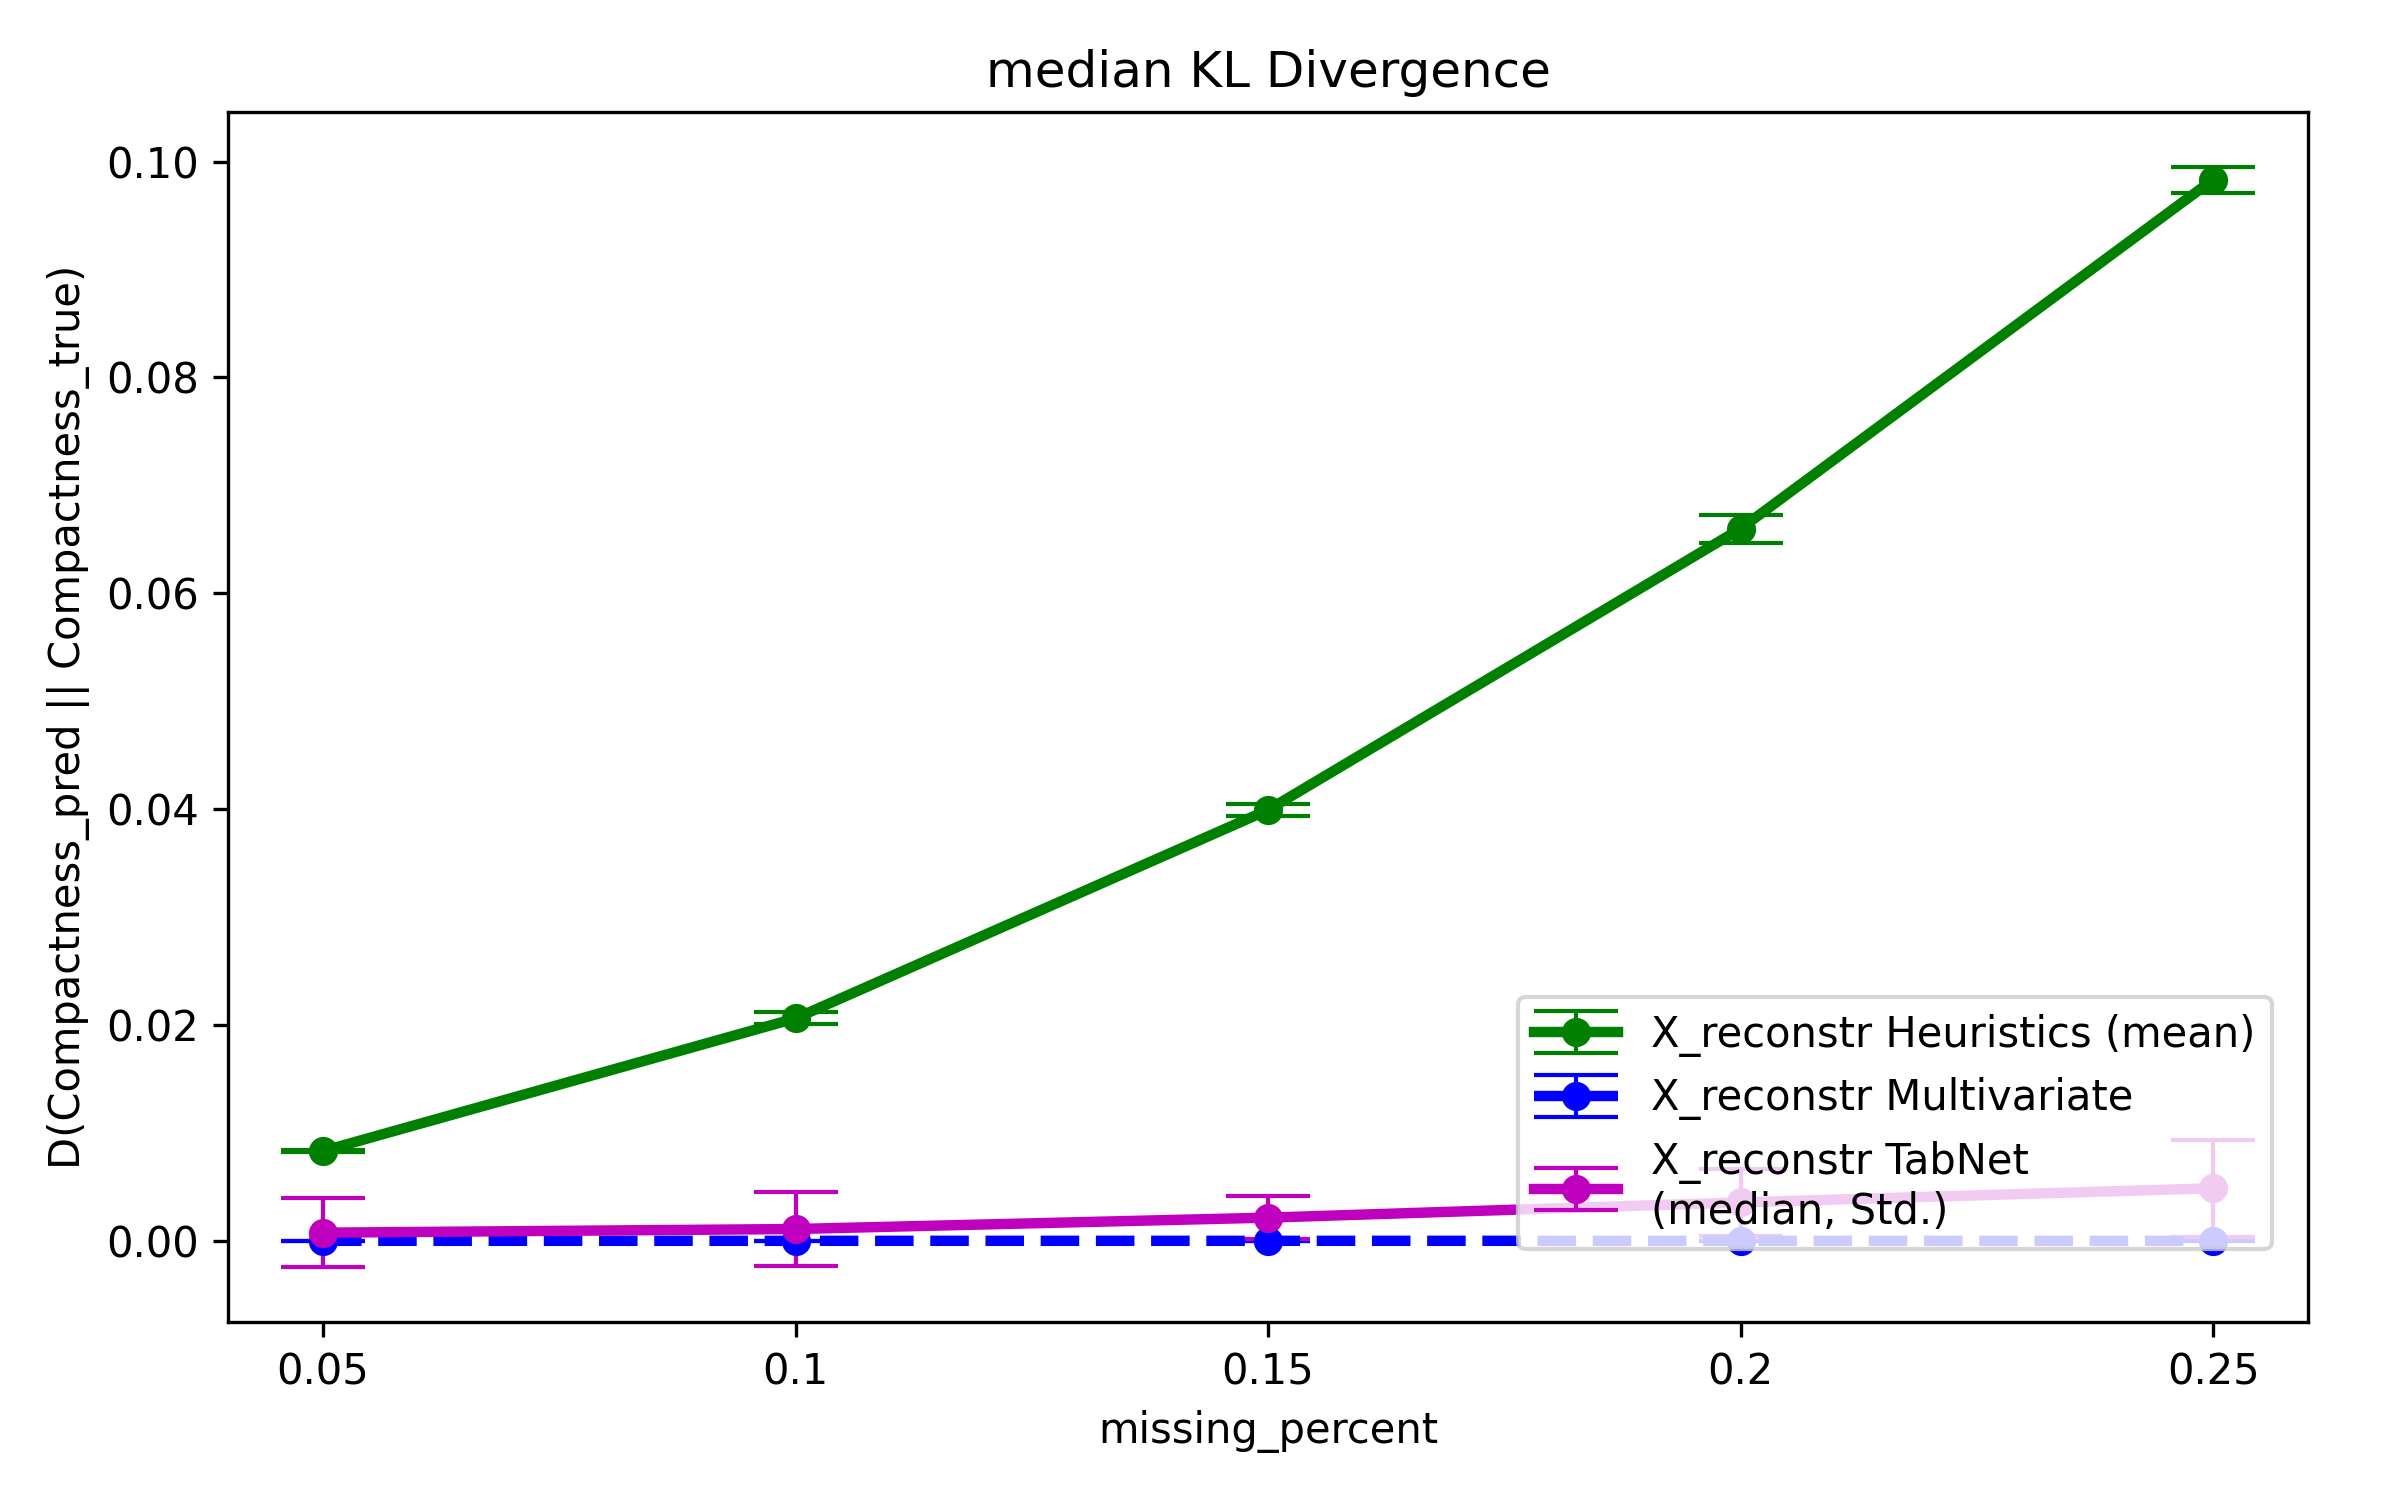 median KL Divergence
D(Compactness_pred || Compactness_true)
0.10
0.08
0.06
0.04
0.02
0.00
X_reconstr Heuristics (mean)
X_reconstr Multivariate
X_reconstr TabNet
(median, Std.)
0.05 0.1 0.15 0.2 0.25
missing_percent